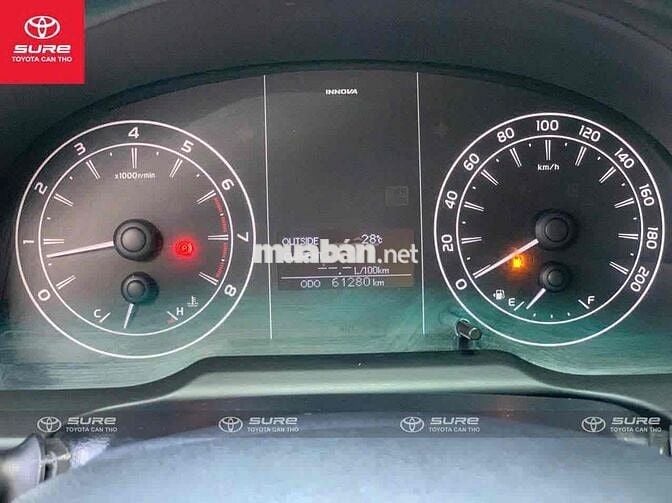 TOYOTA
SURE
TOYOTA CAN THO
INNOVA
0 1 2 3 4 5 6 7 8
x1000r/min
C H
OUTSIDE 28°C
--.- L/100km
ODO 61280 km
muaban.net
0 20 40 60 80 100 120 140 160 180 200
km/h
E F
SURE
TOYOTA CAN THO
SURE
TOYOTA CAN THO
SURE
TOYOTA CAN THO
SURE
TOYOTA CAN THO